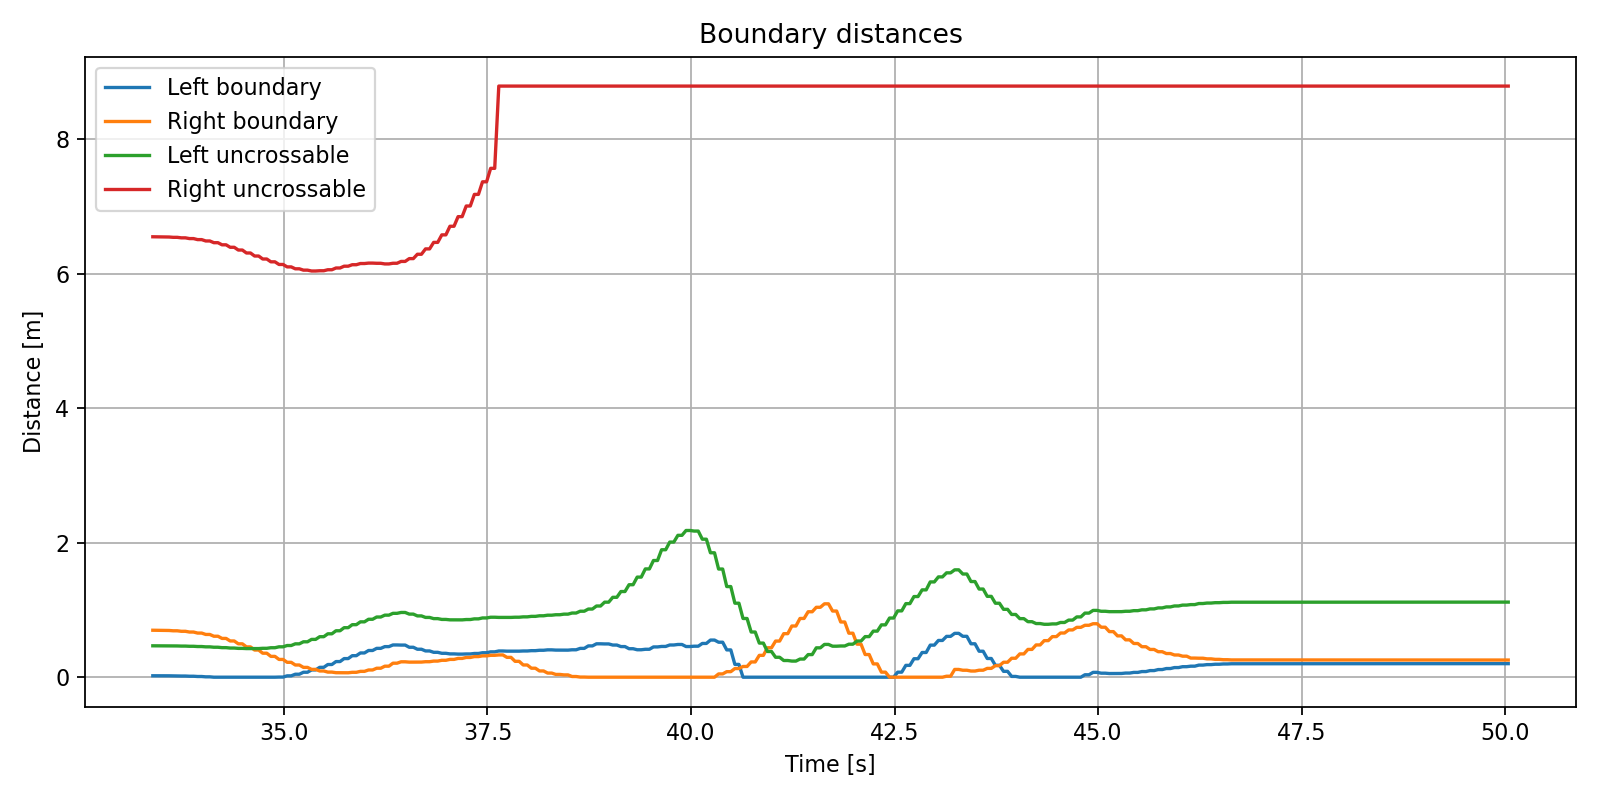 Boundary distances
Left boundary
Right boundary
Left uncrossable
Right uncrossable
8
6
4
2
0
Distance [m]
35.0 37.5 40.0 42.5 45.0 47.5 50.0
Time [s]